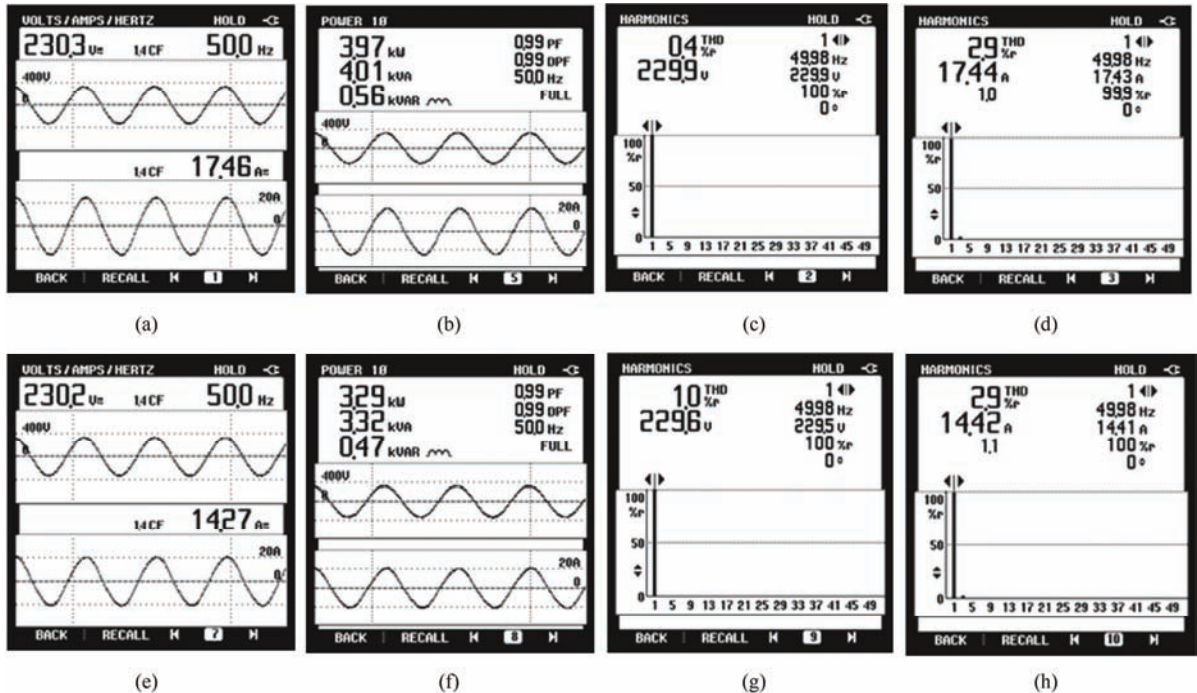 VOLTS/AMPS/HERTZ HOLD
230.3 V≂ 1.4 CF 50.0 Hz
400V
0
1.4 CF 17.46 A≂
20A
0
BACK RECALL 1
(a)
POWER 1Ø
3.97 kW 0.99 PF
4.01 kVA 0.99 DPF
0.56 kVAR 50.0 Hz
FULL
400V
0
20A
0
BACK RECALL 5
(b)
HARMONICS HOLD
0.4 THD %r 1
229.9 V 49.98 Hz
229.9 V
100 %r
0°
100
%r
50
0
1 5 9 13 17 21 25 29 33 37 41 45 49
BACK RECALL 2
(c)
HARMONICS HOLD
2.9 THD %r 1
17.44 A 49.98 Hz
1.0 17.43 A
99.9 %r
0°
100
%r
50
0
1 5 9 13 17 21 25 29 33 37 41 45 49
BACK RECALL 3
(d)
VOLTS/AMPS/HERTZ HOLD
230.2 V≂ 1.4 CF 50.0 Hz
400V
0
1.4 CF 14.27 A≂
20A
0
BACK RECALL 7
(e)
POWER 1Ø HOLD
3.29 kW 0.99 PF
3.32 kVA 0.99 DPF
0.47 kVAR 50.0 Hz
FULL
400V
0
20A
0
BACK RECALL 8
(f)
HARMONICS HOLD
1.0 THD %r 1
229.6 V 49.98 Hz
229.5 V
100 %r
0°
100
%r
50
0
1 5 9 13 17 21 25 29 33 37 41 45 49
BACK RECALL 9
(g)
HARMONICS HOLD
2.9 THD %r 1
14.42 A 49.98 Hz
1.1 14.41 A
100 %r
0°
100
%r
50
0
1 5 9 13 17 21 25 29 33 37 41 45 49
BACK RECALL 10
(h)